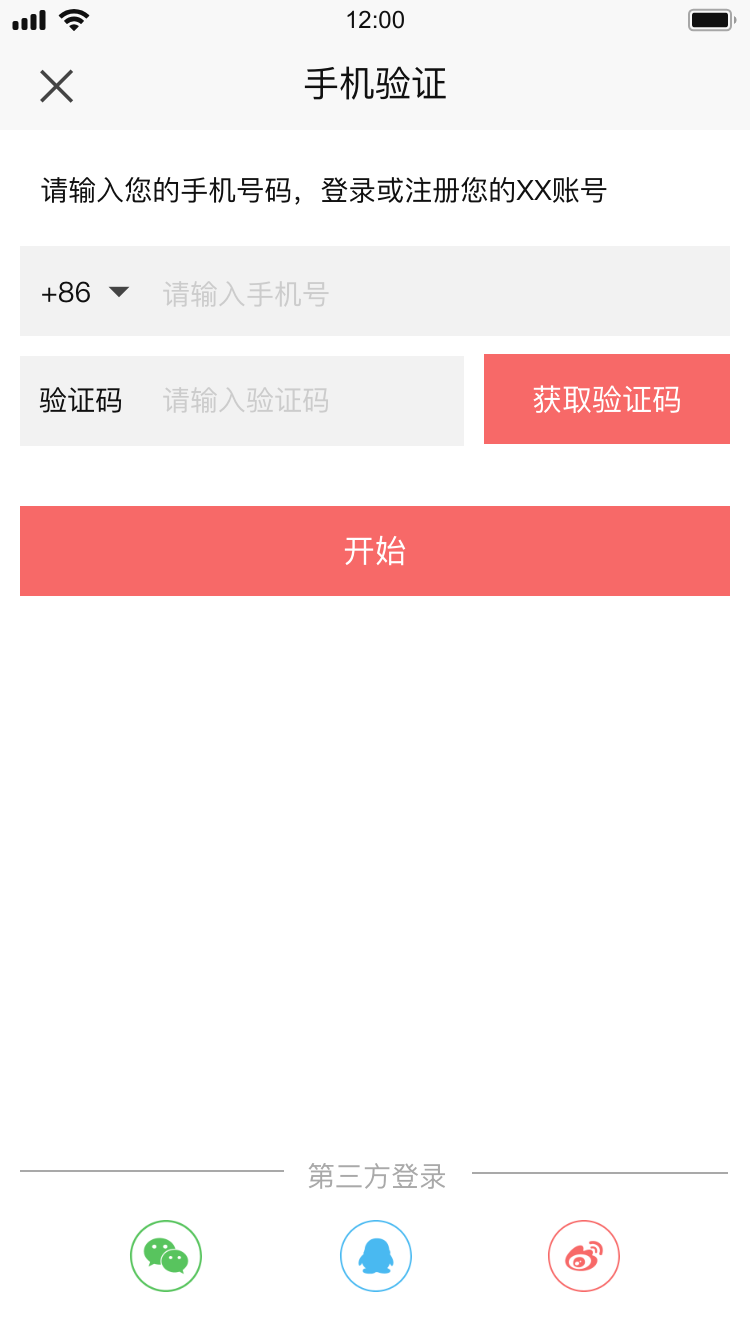 12:00
手机验证
请输入您的手机号码，登录或注册您的XX账号
+86 请输入手机号
验证码 请输入验证码 获取验证码
开始
第三方登录